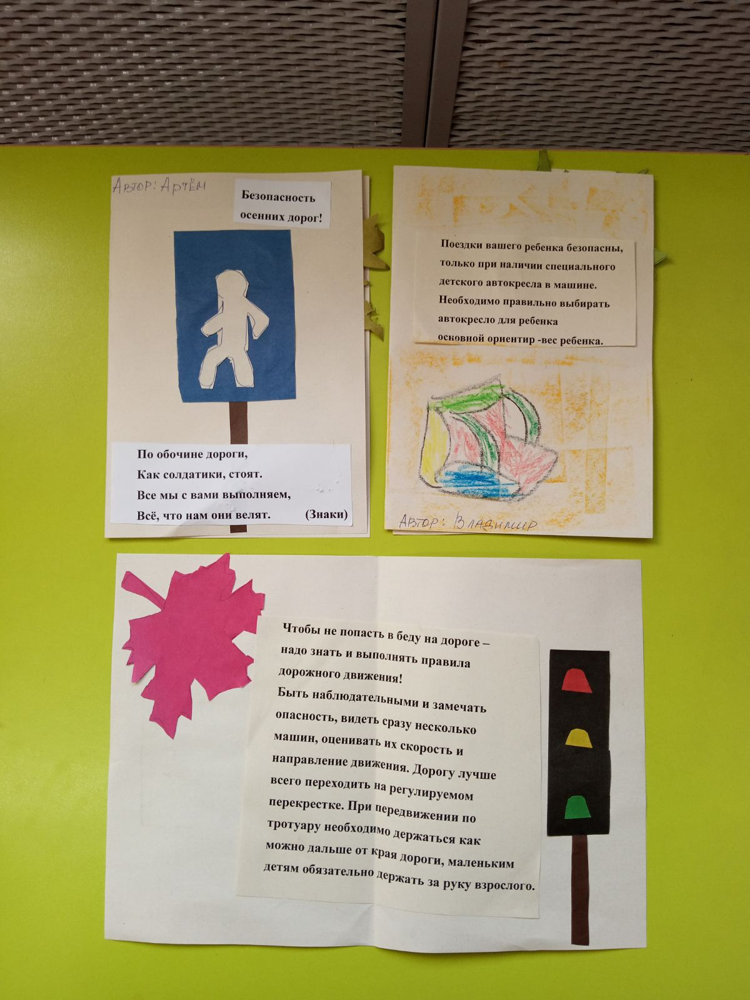 Автор: Артём
Безопасность
осенних дорог!
По обочине дороги,
Как солдатики, стоят.
Все мы с вами выполняем,
Всё, что нам они велят. (Знаки)
Поездки вашего ребенка безопасны,
только при наличии специального
детского автокресла в машине.
Необходимо правильно выбирать
автокресло для ребенка
основной ориентир -вес ребенка.
Автор: Владимир
Чтобы не попасть в беду на дороге –
надо знать и выполнять правила
дорожного движения!
Быть наблюдательными и замечать
опасность, видеть сразу несколько
машин, оценивать их скорость и
направление движения. Дорогу лучше
всего переходить на регулируемом
перекрестке. При передвижении по
тротуару необходимо держаться как
можно дальше от края дороги, маленьким
детям обязательно держать за руку взрослого.